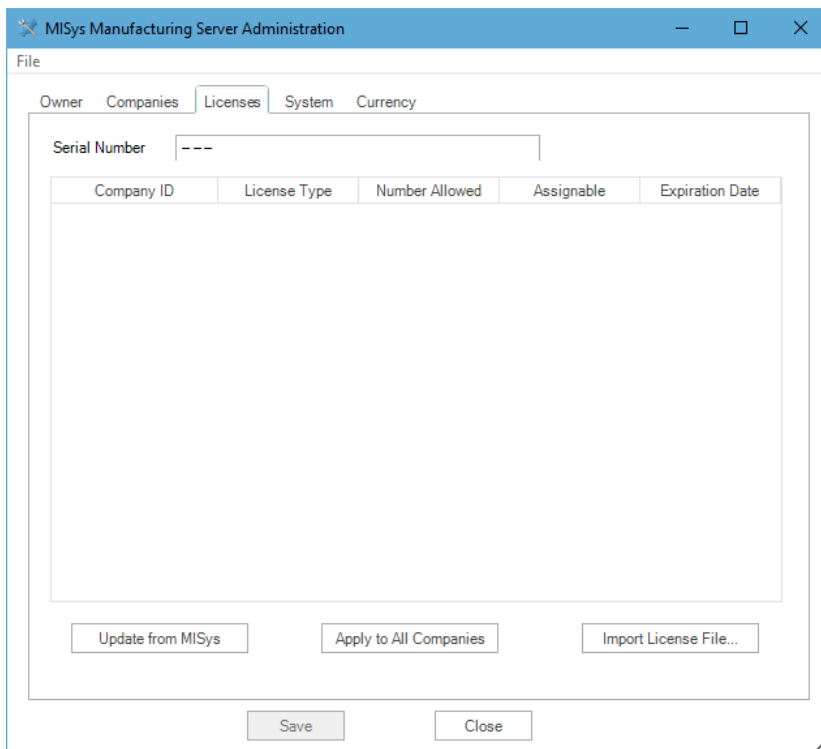 MISys Manufacturing Server Administration
File
Owner Companies Licenses System Currency
Serial Number ---
Company ID License Type Number Allowed Assignable Expiration Date
Update from MISys Apply to All Companies Import License File...
Save Close